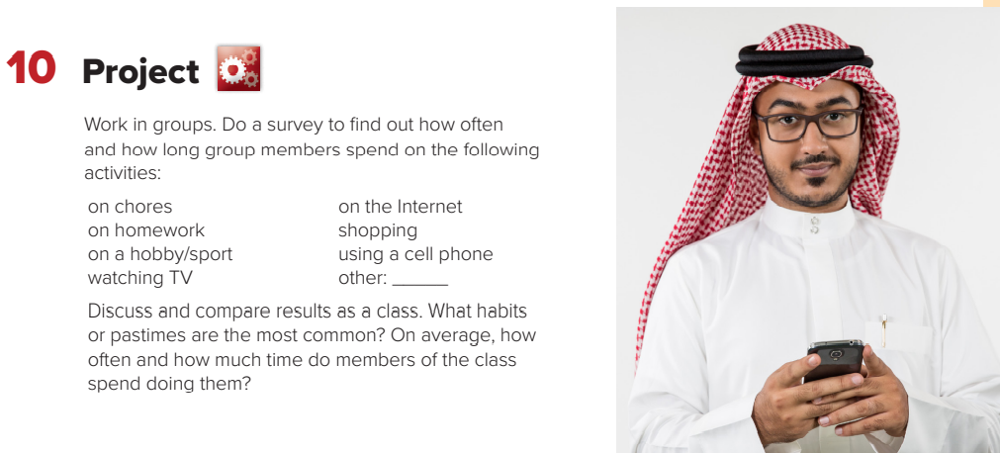 10 Project
Work in groups. Do a survey to find out how often
and how long group members spend on the following
activities:
on chores
on homework
on a hobby/sport
watching TV
on the Internet
shopping
using a cell phone
other: _____
Discuss and compare results as a class. What habits
or pastimes are the most common? On average, how
often and how much time do members of the class
spend doing them?